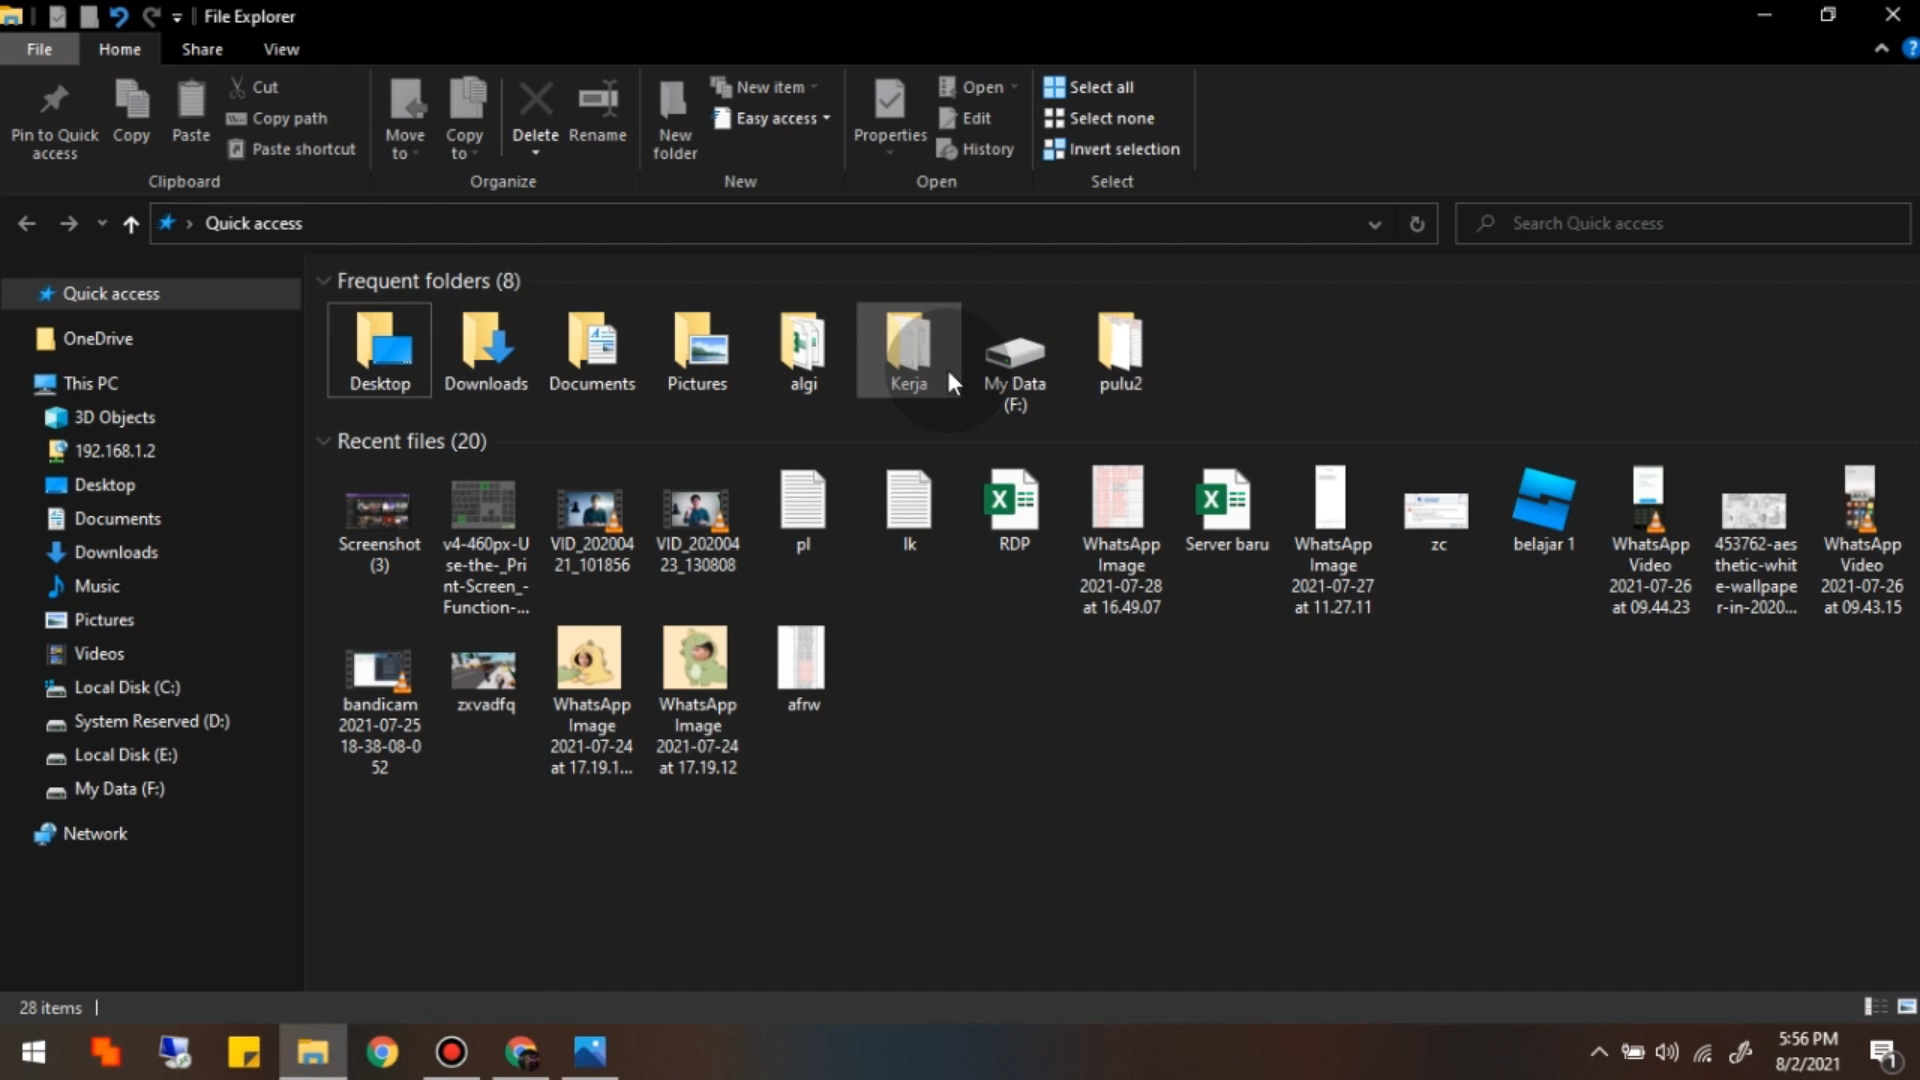 File Explorer
File
Home
Share
View
Pin to Quick
access
Copy
Paste
Cut
Copy path
Paste shortcut
Move
to
Copy
to
Delete
Rename
New
folder
New item
Easy access
Properties
Open
Edit
History
Select all
Select none
Invert selection
Clipboard
Organize
New
Open
Select
Quick access
Search Quick access
Quick access
OneDrive
This PC
3D Objects
192.168.1.2
Desktop
Documents
Downloads
Music
Pictures
Videos
Local Disk (C:)
System Reserved (D:)
Local Disk (E:)
My Data (F:)
Network
Frequent folders (8)
Desktop
Downloads
Documents
Pictures
algi
Kerja
My Data
(F:)
pulu2
Recent files (20)
Screenshot
(3)
v4-460px-U
se-the-_Pri
nt-Screen_-
Function-...
VID_202004
21_101856
VID_202004
23_130808
pl
lk
RDP
WhatsApp
Image
2021-07-28
at 16.49.07
Server baru
WhatsApp
Image
2021-07-27
at 11.27.11
zc
belajar 1
WhatsApp
Video
2021-07-26
at 09.44.23
453762-aes
thetic-whit
e-wallpape
r-in-2020...
WhatsApp
Video
2021-07-26
at 09.43.15
bandicam
2021-07-25
18-38-08-0
52
zxvadfq
WhatsApp
Image
2021-07-24
at 17.19.1...
WhatsApp
Image
2021-07-24
at 17.19.12
afrw
28 items
5:56 PM
8/2/2021
1